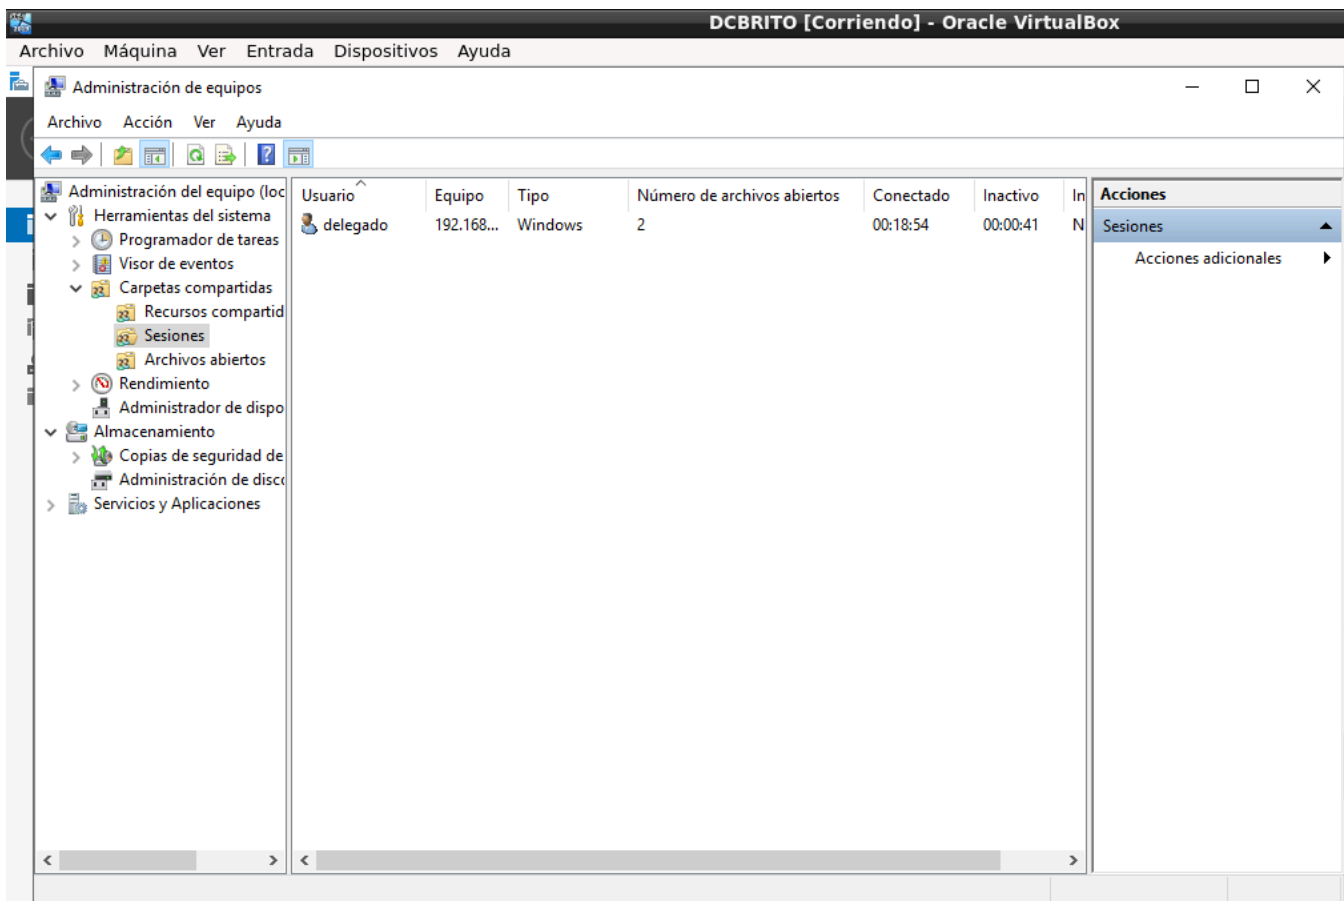 DCBRITO [Corriendo] - Oracle VirtualBox
Archivo Máquina Ver Entrada Dispositivos Ayuda
Administración de equipos
Archivo Acción Ver Ayuda
Administración del equipo (loc
Herramientas del sistema
Programador de tareas
Visor de eventos
Carpetas compartidas
Recursos compartid
Sesiones
Archivos abiertos
Rendimiento
Administrador de dispo
Almacenamiento
Copias de seguridad de
Administración de disco
Servicios y Aplicaciones
Usuario Equipo Tipo Número de archivos abiertos Conectado Inactivo In
delegado 192.168... Windows 2 00:18:54 00:00:41 N
Acciones
Sesiones
Acciones adicionales